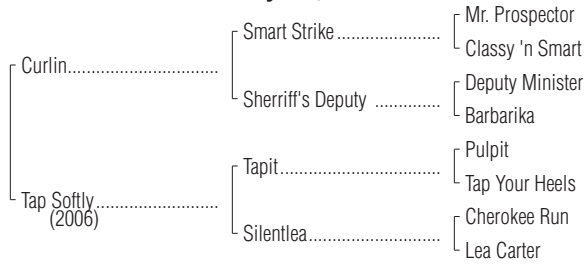 Mr. Prospector
Smart Strike ..................
Classy 'n Smart
Curlin....................................
Deputy Minister
Sherriff's Deputy ...............
Barbarika
Pulpit
Tapit....................................
Tap Your Heels
Tap Softly.............................
(2006)
Cherokee Run
Silentlea..............................
Lea Carter